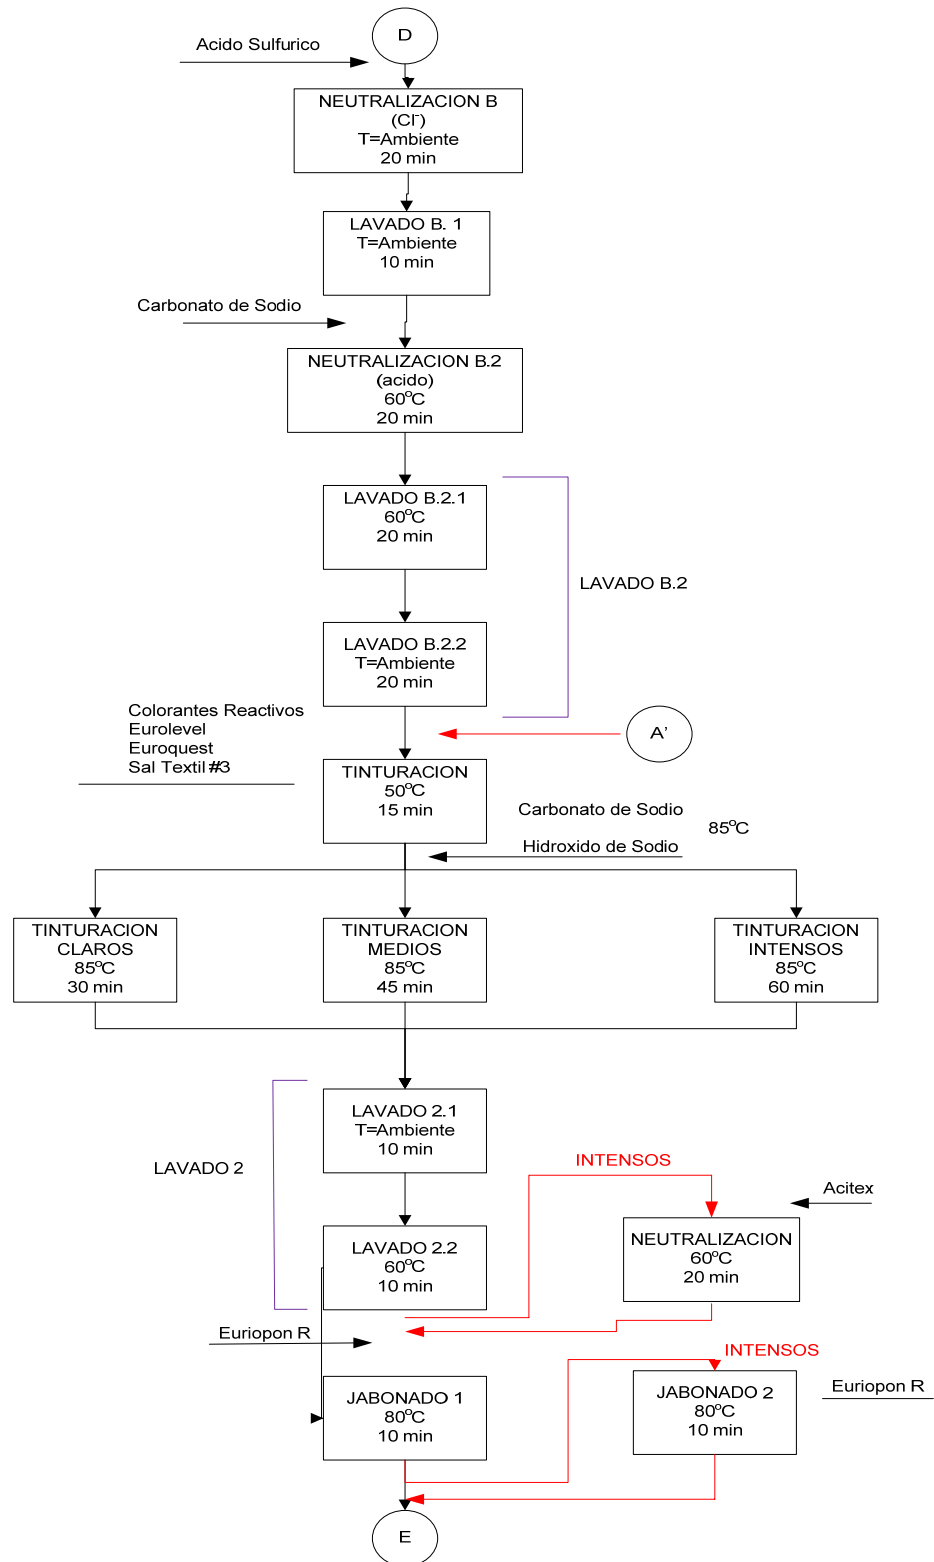 D
Acido Sulfurico
NEUTRALIZACION B
(Cl⁻)
T=Ambiente
20 min
LAVADO B. 1
T=Ambiente
10 min
Carbonato de Sodio
NEUTRALIZACION B.2
(acido)
60ºC
20 min
LAVADO B.2.1
60ºC
20 min
LAVADO B.2
LAVADO B.2.2
T=Ambiente
20 min
Colorantes Reactivos
Eurolevel
Euroquest
Sal Textil #3
A'
TINTURACION
50ºC
15 min
Carbonato de Sodio
85ºC
Hidroxido de Sodio
TINTURACION
CLAROS
85ºC
30 min
TINTURACION
MEDIOS
85ºC
45 min
TINTURACION
INTENSOS
85ºC
60 min
LAVADO 2.1
T=Ambiente
10 min
LAVADO 2
INTENSOS
Acitex
LAVADO 2.2
60ºC
10 min
NEUTRALIZACION
60ºC
20 min
Euriopon R
INTENSOS
JABONADO 1
80ºC
10 min
JABONADO 2
80ºC
10 min
Euriopon R
E